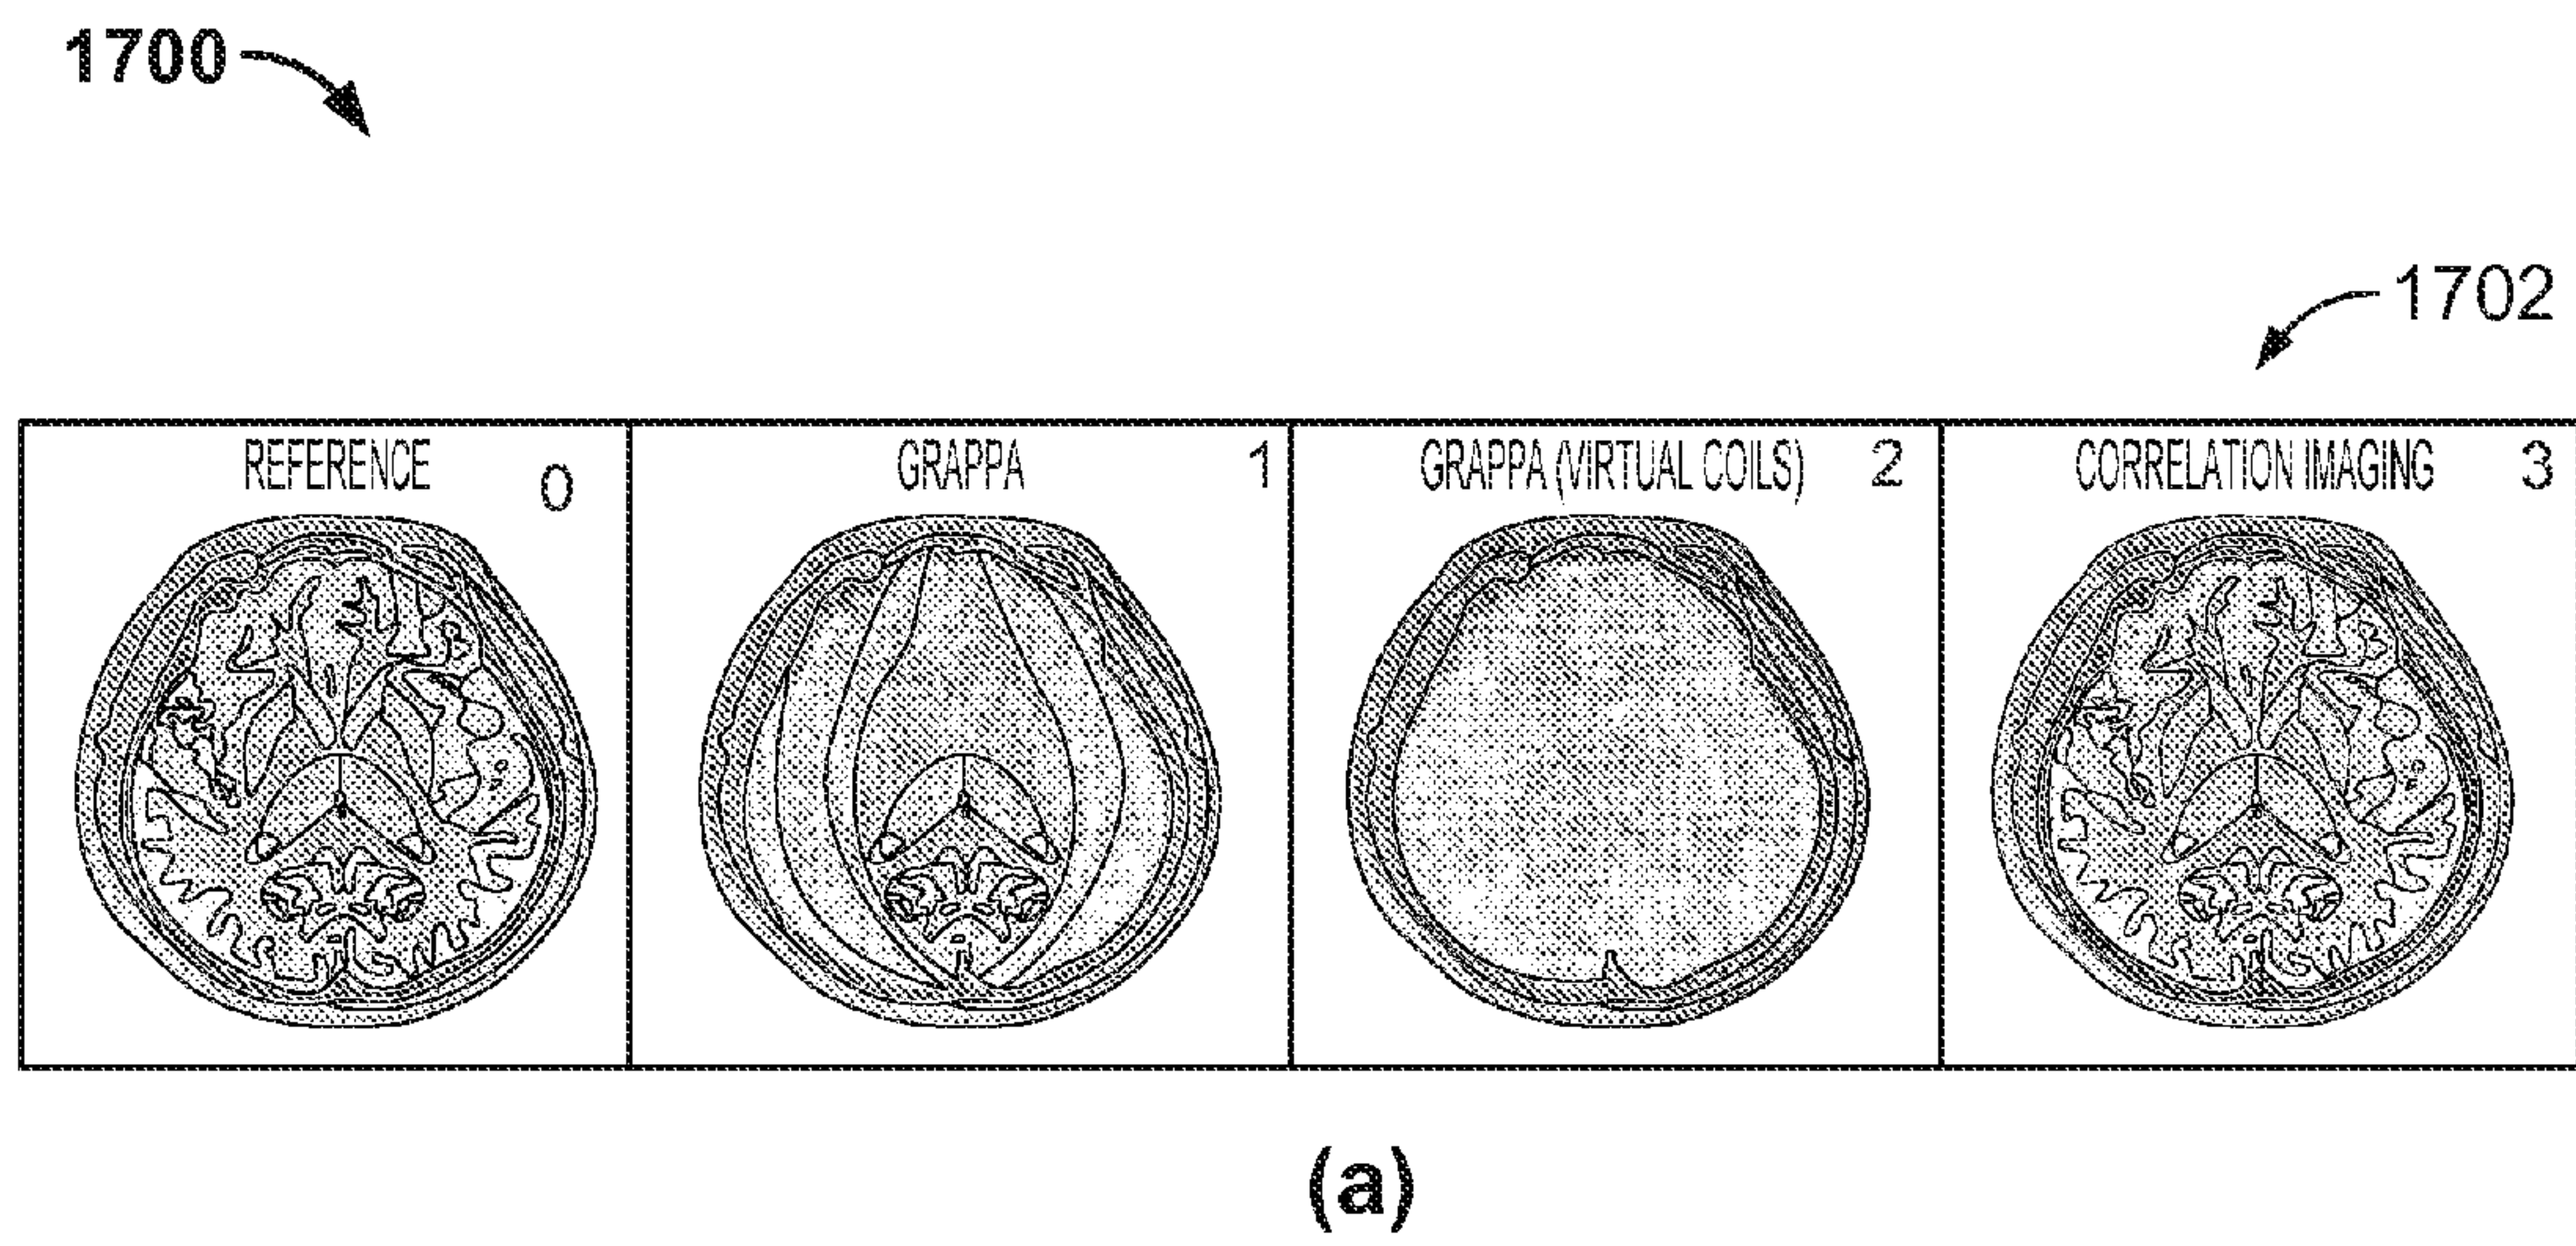 1700
1702
REFERENCE 0
GRAPPA 1
GRAPPA (VIRTUAL COILS) 2
CORRELATION IMAGING 3
(a)